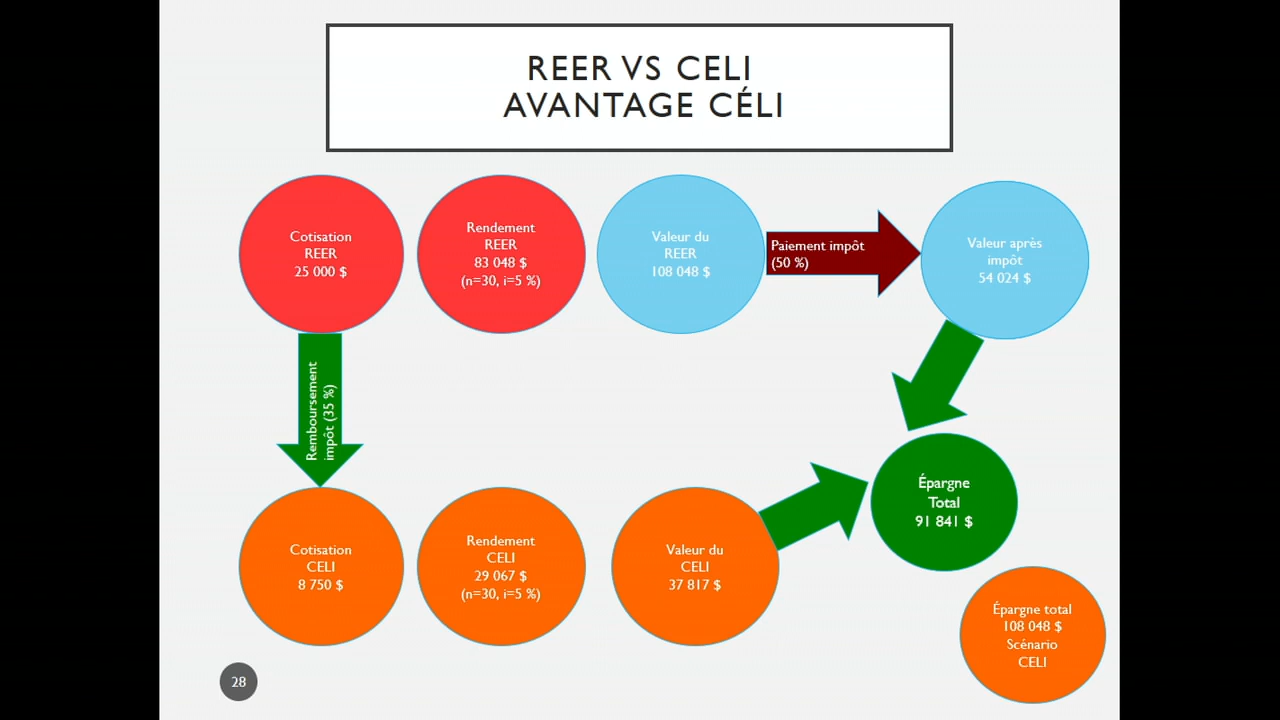 REER VS CELI
AVANTAGE CÉLI
Cotisation
REER
25 000 $
Rendement
REER
83 048 $
(n=30, i=5 %)
Valeur du
REER
108 048 $
Paiement impôt
(50 %)
Valeur après
impôt
54 024 $
Remboursement
impôt (35 %)
Cotisation
CELI
8 750 $
Rendement
CELI
29 067 $
(n=30, i=5 %)
Valeur du
CELI
37 817 $
Épargne
Total
91 841 $
Épargne total
108 048 $
Scénario
CELI
28